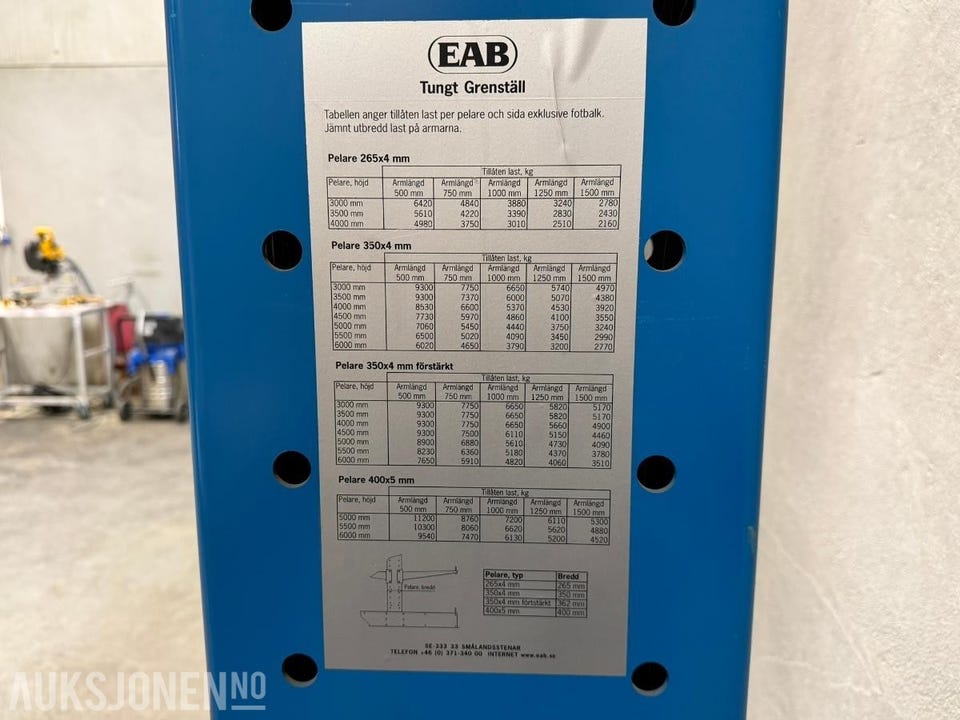 EAB
Tungt Grenställ
Tabellen anger tillåten last per pelare och sida exklusive fotbalk.
Jämnt utbredd last på armarna.
Pelare 265x4 mm
Tillåten last, kg
Pelare, höjd Armlängd Armlängd Armlängd Armlängd Armlängd
500 mm 750 mm 1000 mm 1250 mm 1500 mm
3000 mm 6420 4840 3880 3240 2780
3500 mm 5610 4220 3390 2830 2430
4000 mm 4980 3750 3010 2510 2160
Pelare 350x4 mm
Tillåten last, kg
Pelare, höjd Armlängd Armlängd Armlängd Armlängd Armlängd
500 mm 750 mm 1000 mm 1250 mm 1500 mm
3000 mm 9300 7750 6650 5740 4970
3500 mm 9300 7370 6000 5070 4380
4000 mm 8530 6600 5370 4530 3920
4500 mm 7730 5970 4860 4100 3550
5000 mm 7060 5450 4440 3750 3240
5500 mm 6500 5020 4090 3450 2990
6000 mm 6020 4650 3790 3200 2770
Pelare 350x4 mm förstärkt
Tillåten last, kg
Pelare, höjd Armlängd Armlängd Armlängd Armlängd Armlängd
500 mm 750 mm 1000 mm 1250 mm 1500 mm
3000 mm 9300 7750 6650 5820 5170
3500 mm 9300 7750 6650 5820 5170
4000 mm 9300 7750 6650 5660 4900
4500 mm 9300 7500 6110 5150 4460
5000 mm 8900 6880 5610 4730 4090
5500 mm 8230 6360 5180 4370 3780
6000 mm 7650 5910 4820 4060 3510
Pelare 400x5 mm
Tillåten last, kg
Pelare, höjd Armlängd Armlängd Armlängd Armlängd Armlängd
500 mm 750 mm 1000 mm 1250 mm 1500 mm
5000 mm 11200 8760 7200 6110 5300
5500 mm 10300 8060 6620 5620 4880
6000 mm 9540 7470 6130 5200 4520
Pelare, bredd
Pelare, typ Bredd
265x4 mm 265 mm
350x4 mm 350 mm
350x4 mm förtstärkt 362 mm
400x5 mm 400 mm
SE-333 33 SMÅLANDSSTENAR
TELEFON +46 (0) 371-340 00 INTERNET www.eab.se
AUKSJONEN.NO